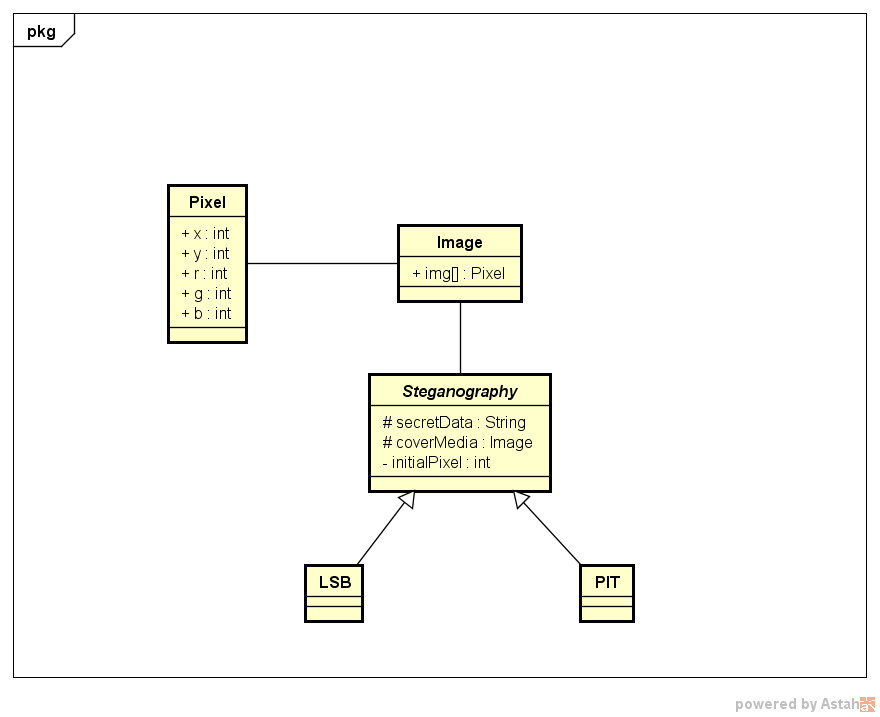 pkg
Pixel
+ x : int
+ y : int
+ r : int
+ g : int
+ b : int
Image
+ img[] : Pixel
Steganography
# secretData : String
# coverMedia : Image
- initialPixel : int
LSB
PIT
powered by Astah